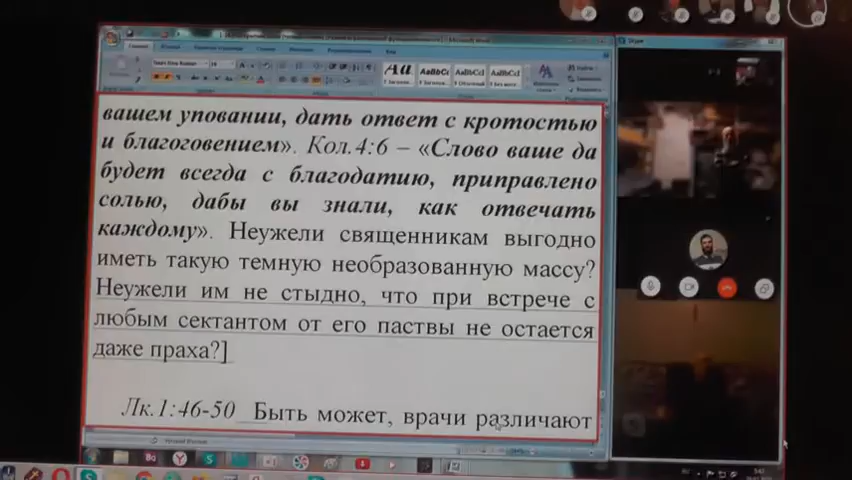 вашем уповании, дать ответ с кротостью
и благоговением». Кол.4:6 – «Слово ваше да
будет всегда с благодатию, приправлено
солью, дабы вы знали, как отвечать
каждому». Неужели священникам выгодно
иметь такую темную необразованную массу?
Неужели им не стыдно, что при встрече с
любым сектантом от его паствы не остается
даже праха?]
Лк.1:46-50 Быть может, врачи различают